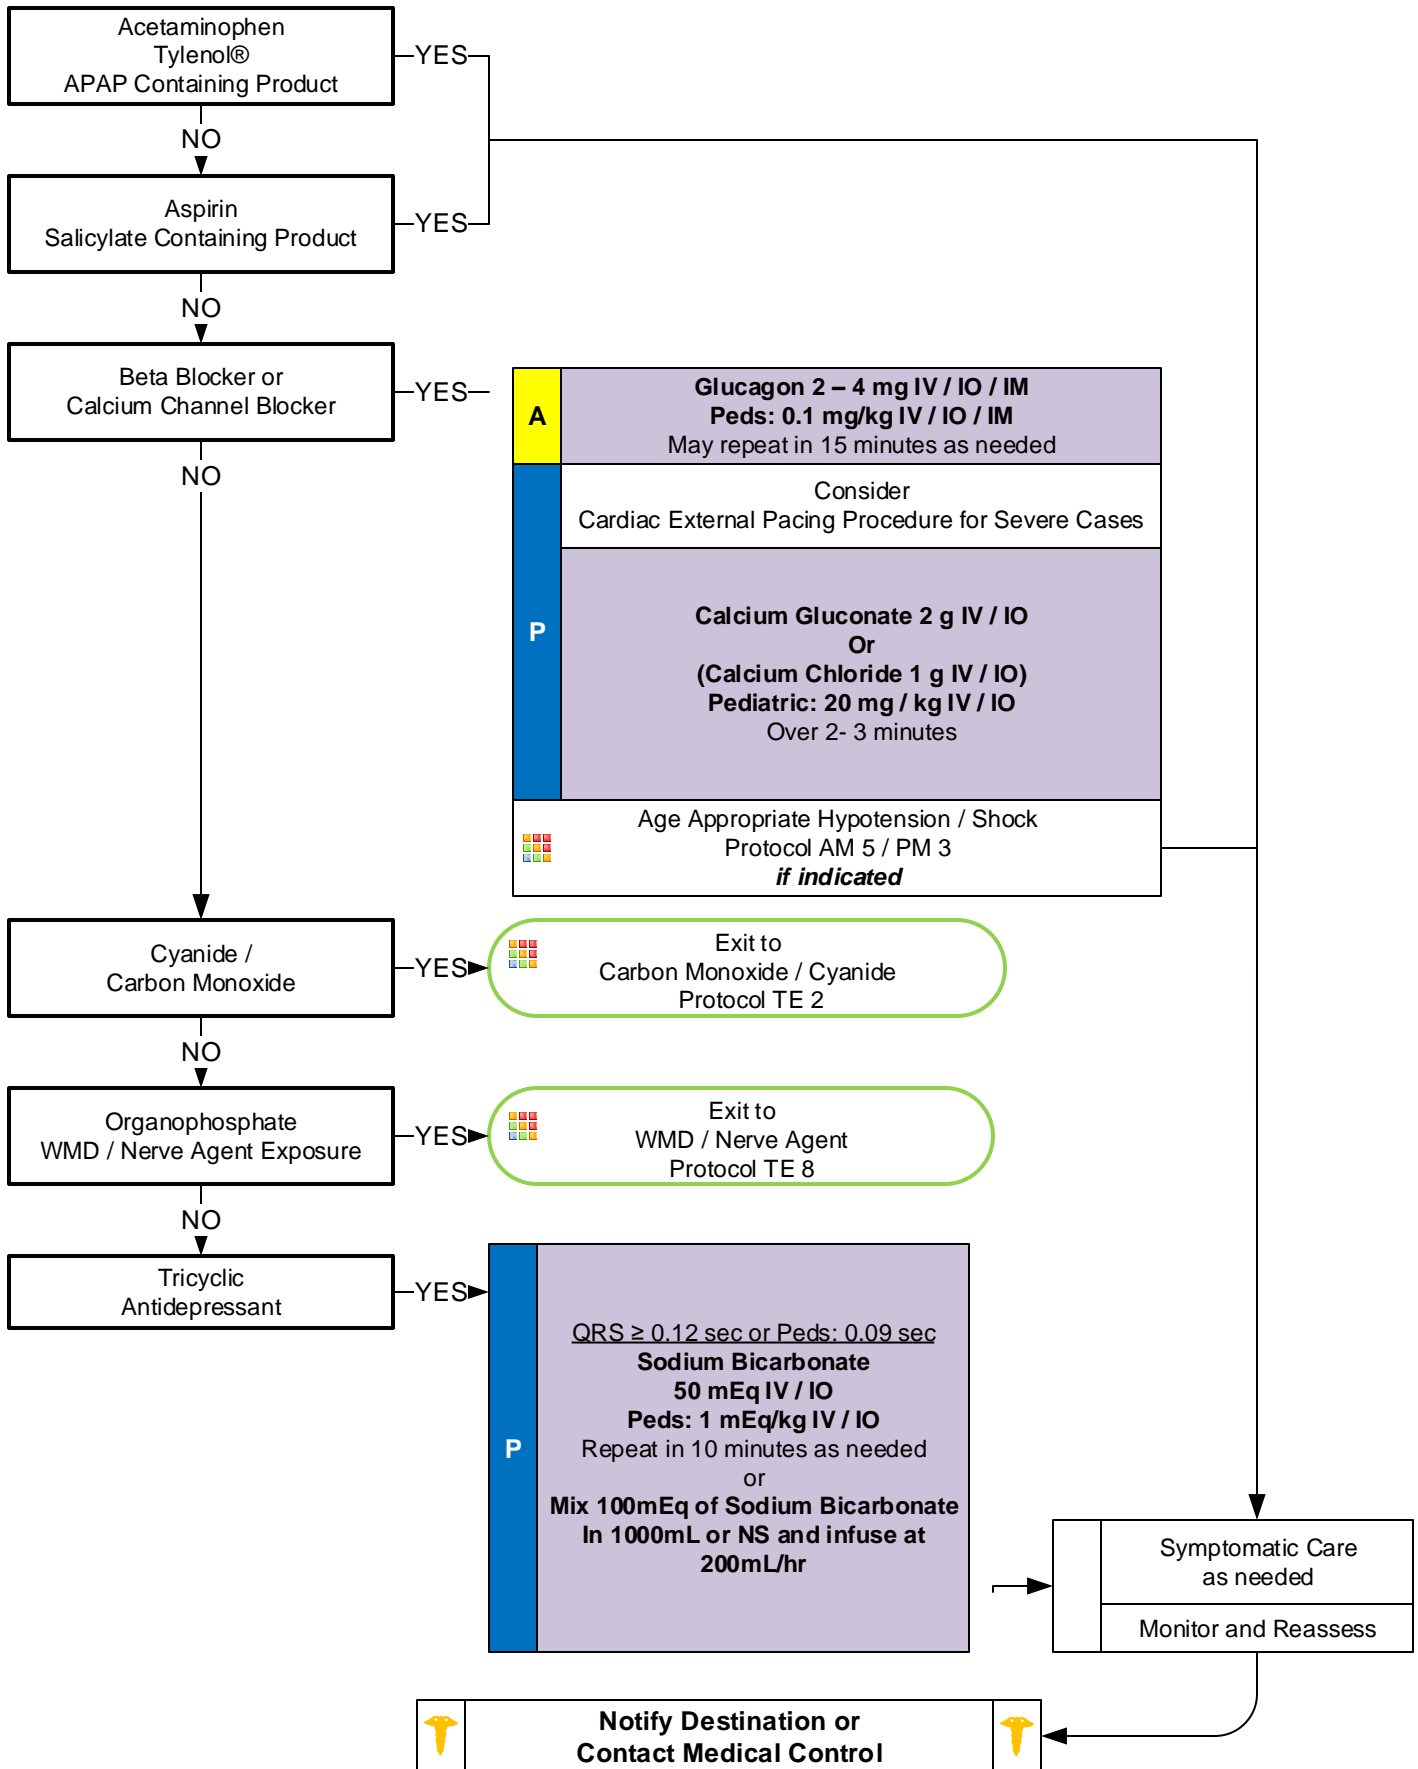 Acetaminophen
Tylenol®
APAP Containing Product
YES
NO
Aspirin
Salicylate Containing Product
YES
NO
Beta Blocker or
Calcium Channel Blocker
YES
NO
A
Glucagon 2 – 4 mg IV / IO / IM
Peds: 0.1 mg/kg IV / IO / IM
May repeat in 15 minutes as needed
P
Consider
Cardiac External Pacing Procedure for Severe Cases
Calcium Gluconate 2 g IV / IO
Or
(Calcium Chloride 1 g IV / IO)
Pediatric: 20 mg / kg IV / IO
Over 2- 3 minutes
Age Appropriate Hypotension / Shock
Protocol AM 5 / PM 3
if indicated
Cyanide /
Carbon Monoxide
YES
Exit to
Carbon Monoxide / Cyanide
Protocol TE 2
NO
Organophosphate
WMD / Nerve Agent Exposure
YES
Exit to
WMD / Nerve Agent
Protocol TE 8
NO
Tricyclic
Antidepressant
YES
P
QRS ≥ 0.12 sec or Peds: 0.09 sec
Sodium Bicarbonate
50 mEq IV / IO
Peds: 1 mEq/kg IV / IO
Repeat in 10 minutes as needed
or
Mix 100mEq of Sodium Bicarbonate
In 1000mL or NS and infuse at
200mL/hr
Symptomatic Care
as needed
Monitor and Reassess
Notify Destination or
Contact Medical Control